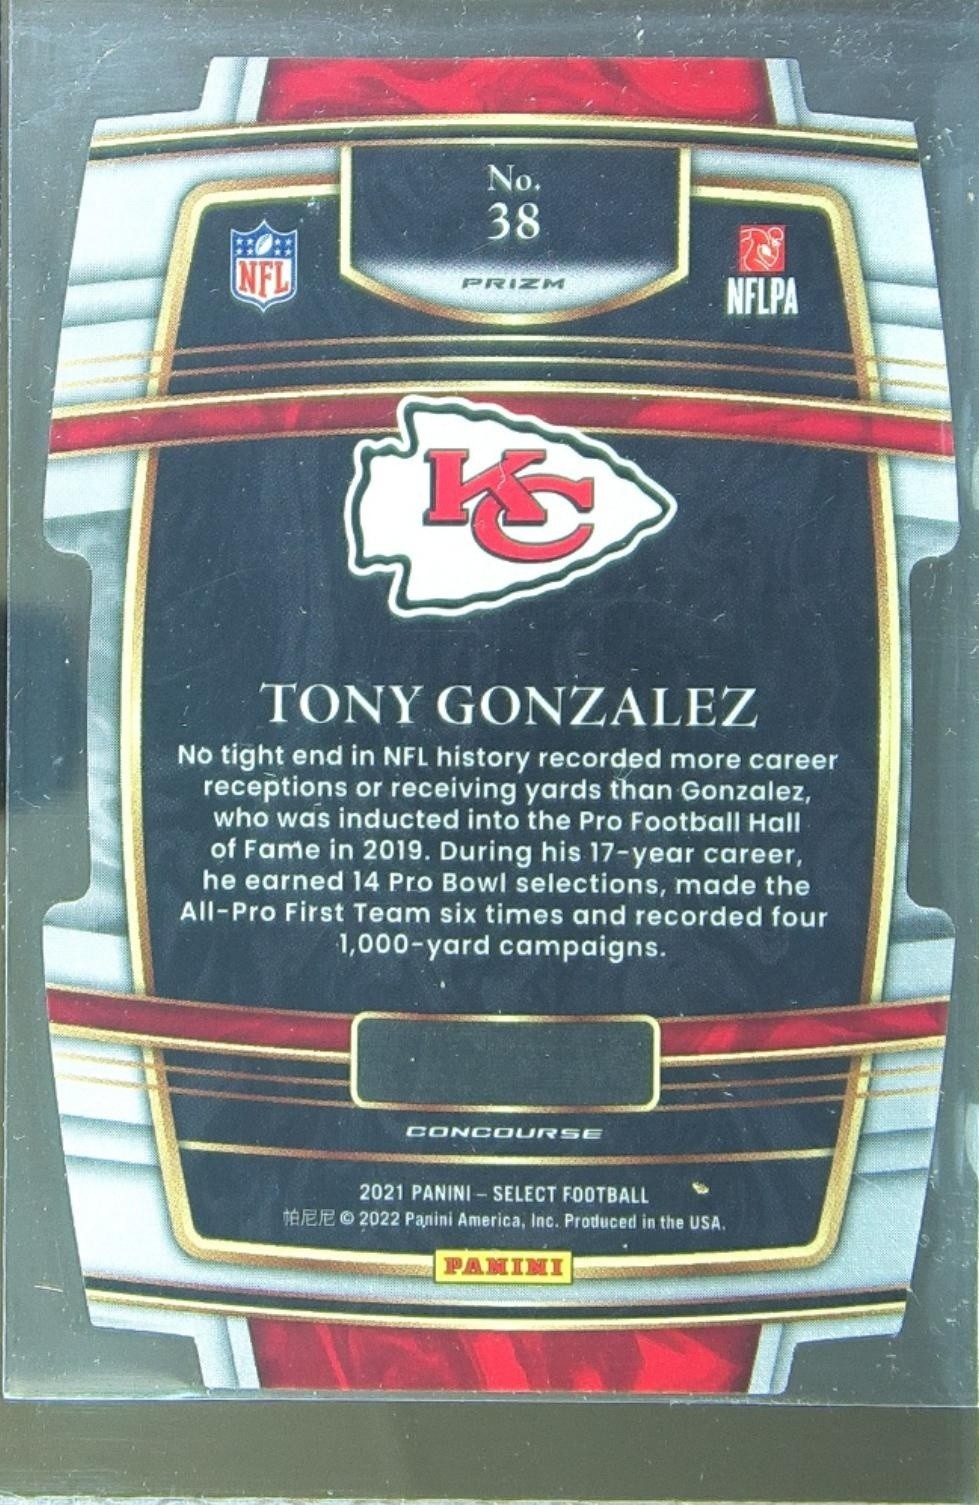 No.
38
PRIZM
NFL
NFLPA
KC
TONY GONZALEZ
No tight end in NFL history recorded more career
receptions or receiving yards than Gonzalez,
who was inducted into the Pro Football Hall
of Fame in 2019. During his 17-year career,
he earned 14 Pro Bowl selections, made the
All-Pro First Team six times and recorded four
1,000-yard campaigns.
CONCOURSE
2021 PANINI – SELECT FOOTBALL
帕尼尼 © 2022 Panini America, Inc. Produced in the USA.
PANINI